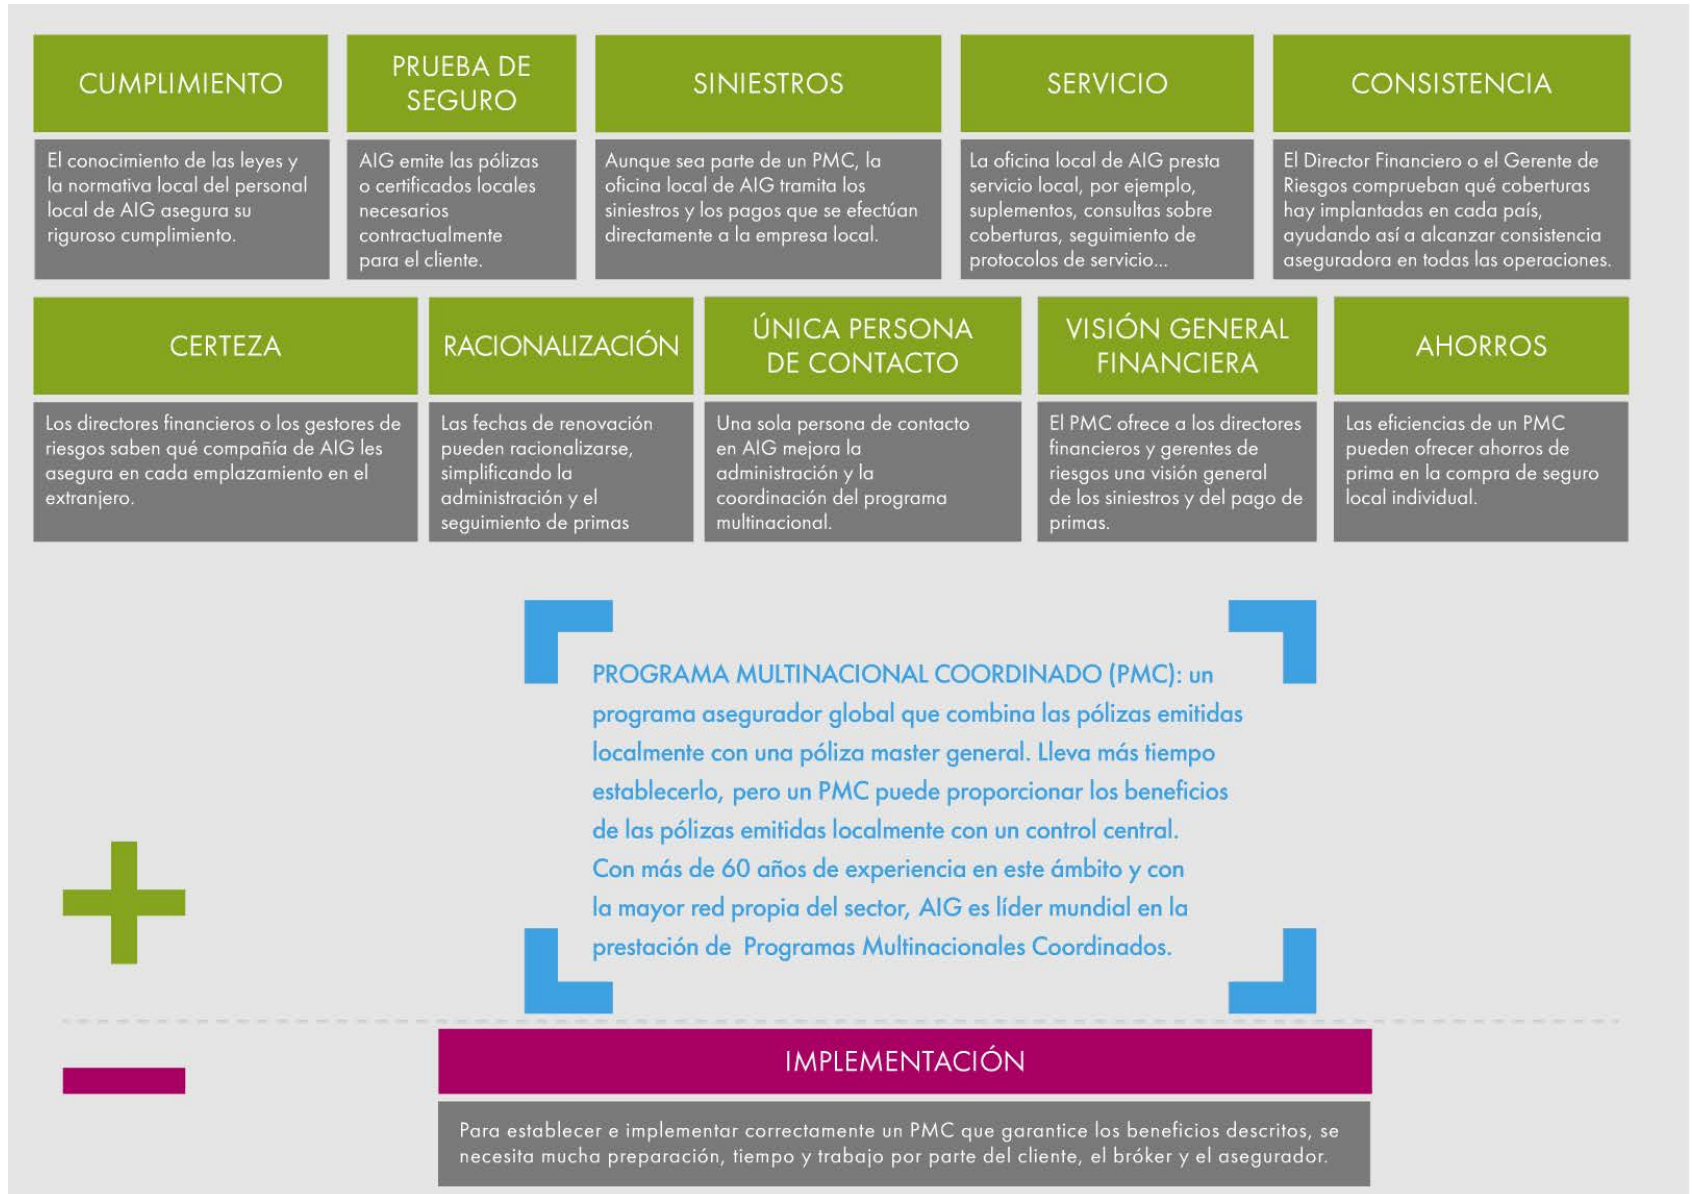 CUMPLIMIENTO
El conocimiento de las leyes y
la normativa local del personal
local de AIG asegura su
riguroso cumplimiento.
PRUEBA DE
SEGURO
AIG emite las pólizas
o certificados locales
necesarios
contractualmente
para el cliente.
SINIESTROS
Aunque sea parte de un PMC, la
oficina local de AIG tramita los
siniestros y los pagos que se efectúan
directamente a la empresa local.
SERVICIO
La oficina local de AIG presta
servicio local, por ejemplo,
suplementos, consultas sobre
coberturas, seguimiento de
protocolos de servicio...
CONSISTENCIA
El Director Financiero o el Gerente de
Riesgos comprueban qué coberturas
hay implantadas en cada país,
ayudando así a alcanzar consistencia
aseguradora en todas las operaciones.
CERTEZA
Los directores financieros o los gestores de
riesgos saben qué compañía de AIG les
asegura en cada emplazamiento en el
extranjero.
RACIONALIZACIÓN
Las fechas de renovación
pueden racionalizarse,
simplificando la
administración y el
seguimiento de primas
ÚNICA PERSONA
DE CONTACTO
Una sola persona de contacto
en AIG mejora la
administración y la
coordinación del programa
multinacional.
VISIÓN GENERAL
FINANCIERA
El PMC ofrece a los directores
financieros y gerentes de
riesgos una visión general
de los siniestros y del pago de
primas.
AHORROS
Las eficiencias de un PMC
pueden ofrecer ahorros de
prima en la compra de seguro
local individual.
PROGRAMA MULTINACIONAL COORDINADO (PMC): un
programa asegurador global que combina las pólizas emitidas
localmente con una póliza master general. Lleva más tiempo
establecerlo, pero un PMC puede proporcionar los beneficios
de las pólizas emitidas localmente con un control central.
Con más de 60 años de experiencia en este ámbito y con
la mayor red propia del sector, AIG es líder mundial en la
prestación de Programas Multinacionales Coordinados.
IMPLEMENTACIÓN
Para establecer e implementar correctamente un PMC que garantice los beneficios descritos, se
necesita mucha preparación, tiempo y trabajo por parte del cliente, el bróker y el asegurador.